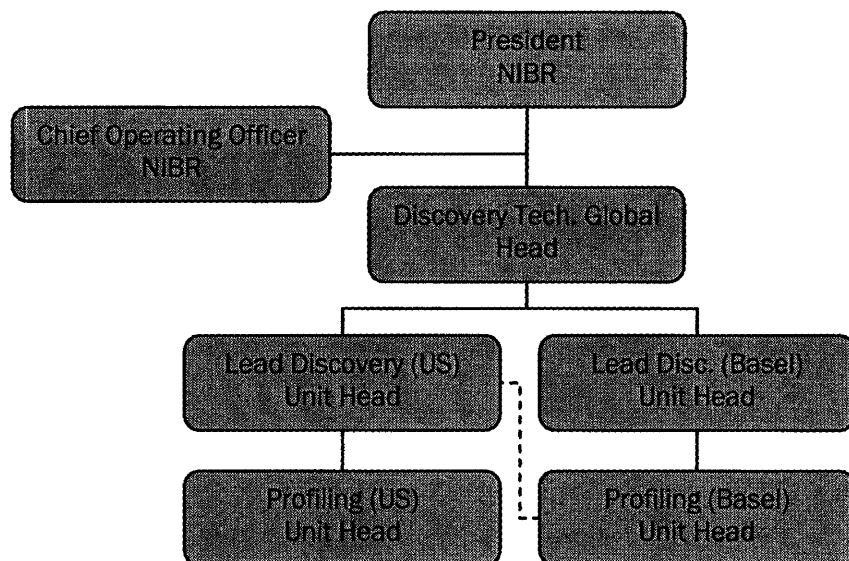 President
NIBR
Chief Operating Officer
NIBR
Discovery Tech. Global
Head
Lead Discovery (US)
Unit Head
Lead Disc. (Basel)
Unit Head
Profiling (US)
Unit Head
Profiling (Basel)
Unit Head